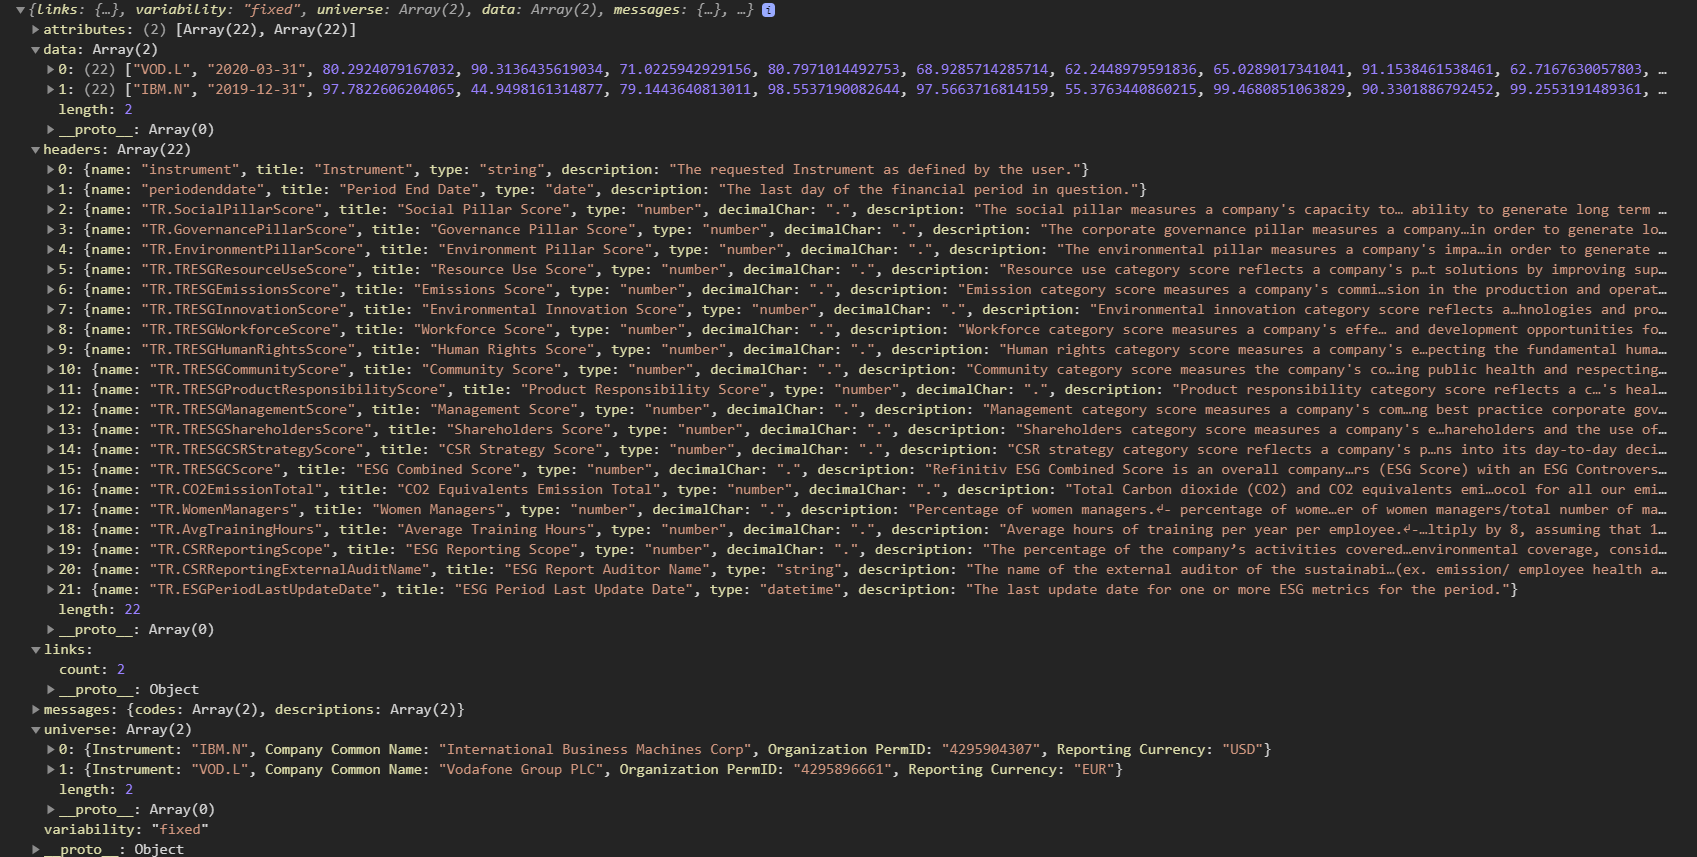 {links: {…}, variability: "fixed", universe: Array(2), data: Array(2), messages: {…}, …} i
attributes: (2) [Array(22), Array(22)]
data: Array(2)
0: (22) ["VOD.L", "2020-03-31", 80.2924079167032, 90.3136435619034, 71.0225942929156, 80.7971014492753, 68.9285714285714, 62.2448979591836, 65.0289017341041, 91.1538461538461, 62.7167630057803, …
1: (22) ["IBM.N", "2019-12-31", 97.7822606204065, 44.9498161314877, 79.1443640813011, 98.5537190082644, 97.5663716814159, 55.3763440860215, 99.4680851063829, 90.3301886792452, 99.2553191489361, …
length: 2
__proto__: Array(0)
headers: Array(22)
0: {name: "instrument", title: "Instrument", type: "string", description: "The requested Instrument as defined by the user."}
1: {name: "periodenddate", title: "Period End Date", type: "date", description: "The last day of the financial period in question."}
2: {name: "TR.SocialPillarScore", title: "Social Pillar Score", type: "number", decimalChar: ".", description: "The social pillar measures a company's capacity to… ability to generate long term …
3: {name: "TR.GovernancePillarScore", title: "Governance Pillar Score", type: "number", decimalChar: ".", description: "The corporate governance pillar measures a company…in order to generate lo…
4: {name: "TR.EnvironmentPillarScore", title: "Environment Pillar Score", type: "number", decimalChar: ".", description: "The environmental pillar measures a company's impa…in order to generate …
5: {name: "TR.TRESGResourceUseScore", title: "Resource Use Score", type: "number", decimalChar: ".", description: "Resource use category score reflects a company's p…t solutions by improving sup…
6: {name: "TR.TRESGEmissionsScore", title: "Emissions Score", type: "number", decimalChar: ".", description: "Emission category score measures a company's commi…sion in the production and operat…
7: {name: "TR.TRESGInnovationScore", title: "Environmental Innovation Score", type: "number", decimalChar: ".", description: "Environmental innovation category score reflects a…hnologies and pro…
8: {name: "TR.TRESGWorkforceScore", title: "Workforce Score", type: "number", decimalChar: ".", description: "Workforce category score measures a company's effe… and development opportunities fo…
9: {name: "TR.TRESGHumanRightsScore", title: "Human Rights Score", type: "number", decimalChar: ".", description: "Human rights category score measures a company's e…pecting the fundamental huma…
10: {name: "TR.TRESGCommunityScore", title: "Community Score", type: "number", decimalChar: ".", description: "Community category score measures the company's co…ing public health and respecting…
11: {name: "TR.TRESGProductResponsibilityScore", title: "Product Responsibility Score", type: "number", decimalChar: ".", description: "Product responsibility category score reflects a c…'s heal…
12: {name: "TR.TRESGManagementScore", title: "Management Score", type: "number", decimalChar: ".", description: "Management category score measures a company's com…ng best practice corporate gov…
13: {name: "TR.TRESGShareholdersScore", title: "Shareholders Score", type: "number", decimalChar: ".", description: "Shareholders category score measures a company's e…hareholders and the use of…
14: {name: "TR.TRESGCSRStrategyScore", title: "CSR Strategy Score", type: "number", decimalChar: ".", description: "CSR strategy category score reflects a company's p…ns into its day-to-day deci…
15: {name: "TR.TRESGCScore", title: "ESG Combined Score", type: "number", decimalChar: ".", description: "Refinitiv ESG Combined Score is an overall company…rs (ESG Score) with an ESG Controvers…
16: {name: "TR.CO2EmissionTotal", title: "CO2 Equivalents Emission Total", type: "number", decimalChar: ".", description: "Total Carbon dioxide (CO2) and CO2 equivalents emi…ocol for all our emi…
17: {name: "TR.WomenManagers", title: "Women Managers", type: "number", decimalChar: ".", description: "Percentage of women managers.↵- percentage of wome…er of women managers/total number of ma…
18: {name: "TR.AvgTrainingHours", title: "Average Training Hours", type: "number", decimalChar: ".", description: "Average hours of training per year per employee.↵-…ltiply by 8, assuming that 1…
19: {name: "TR.CSRReportingScope", title: "ESG Reporting Scope", type: "number", decimalChar: ".", description: "The percentage of the company’s activities covered…environmental coverage, consid…
20: {name: "TR.CSRReportingExternalAuditName", title: "ESG Report Auditor Name", type: "string", description: "The name of the external auditor of the sustainabi…(ex. emission/ employee health a…
21: {name: "TR.ESGPeriodLastUpdateDate", title: "ESG Period Last Update Date", type: "datetime", description: "The last update date for one or more ESG metrics for the period."}
length: 22
__proto__: Array(0)
links:
count: 2
__proto__: Object
messages: {codes: Array(2), descriptions: Array(2)}
universe: Array(2)
0: {Instrument: "IBM.N", Company Common Name: "International Business Machines Corp", Organization PermID: "4295904307", Reporting Currency: "USD"}
1: {Instrument: "VOD.L", Company Common Name: "Vodafone Group PLC", Organization PermID: "4295896661", Reporting Currency: "EUR"}
length: 2
__proto__: Array(0)
variability: "fixed"
__proto__: Object